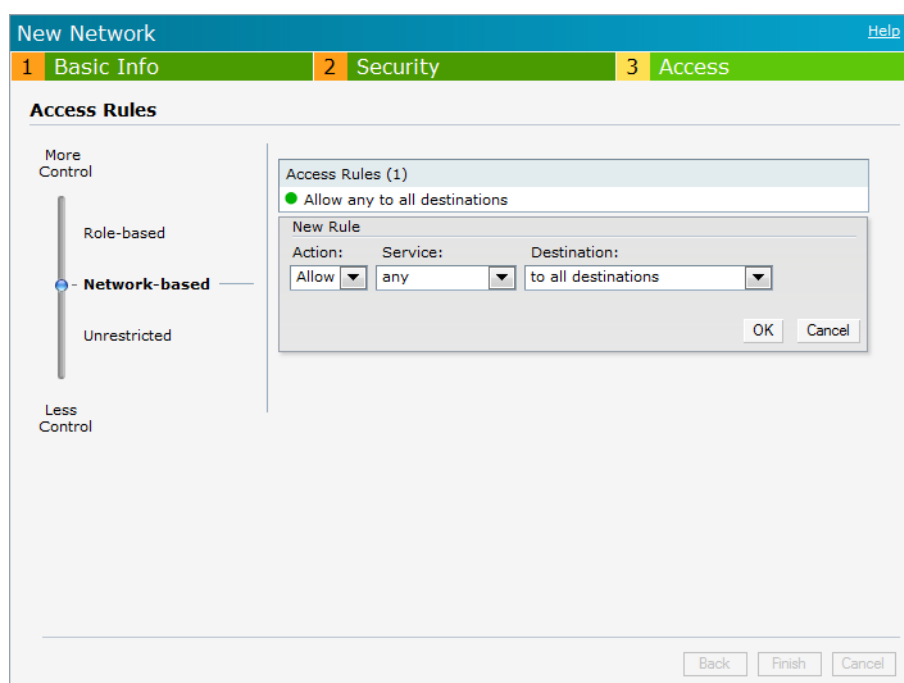 New Network Help
1 Basic Info 2 Security 3 Access
Access Rules
More
Control
Role-based
Network-based
Unrestricted
Less
Control
Access Rules (1)
Allow any to all destinations
New Rule
Action: Service: Destination:
Allow any to all destinations
OK Cancel
Back Finish Cancel